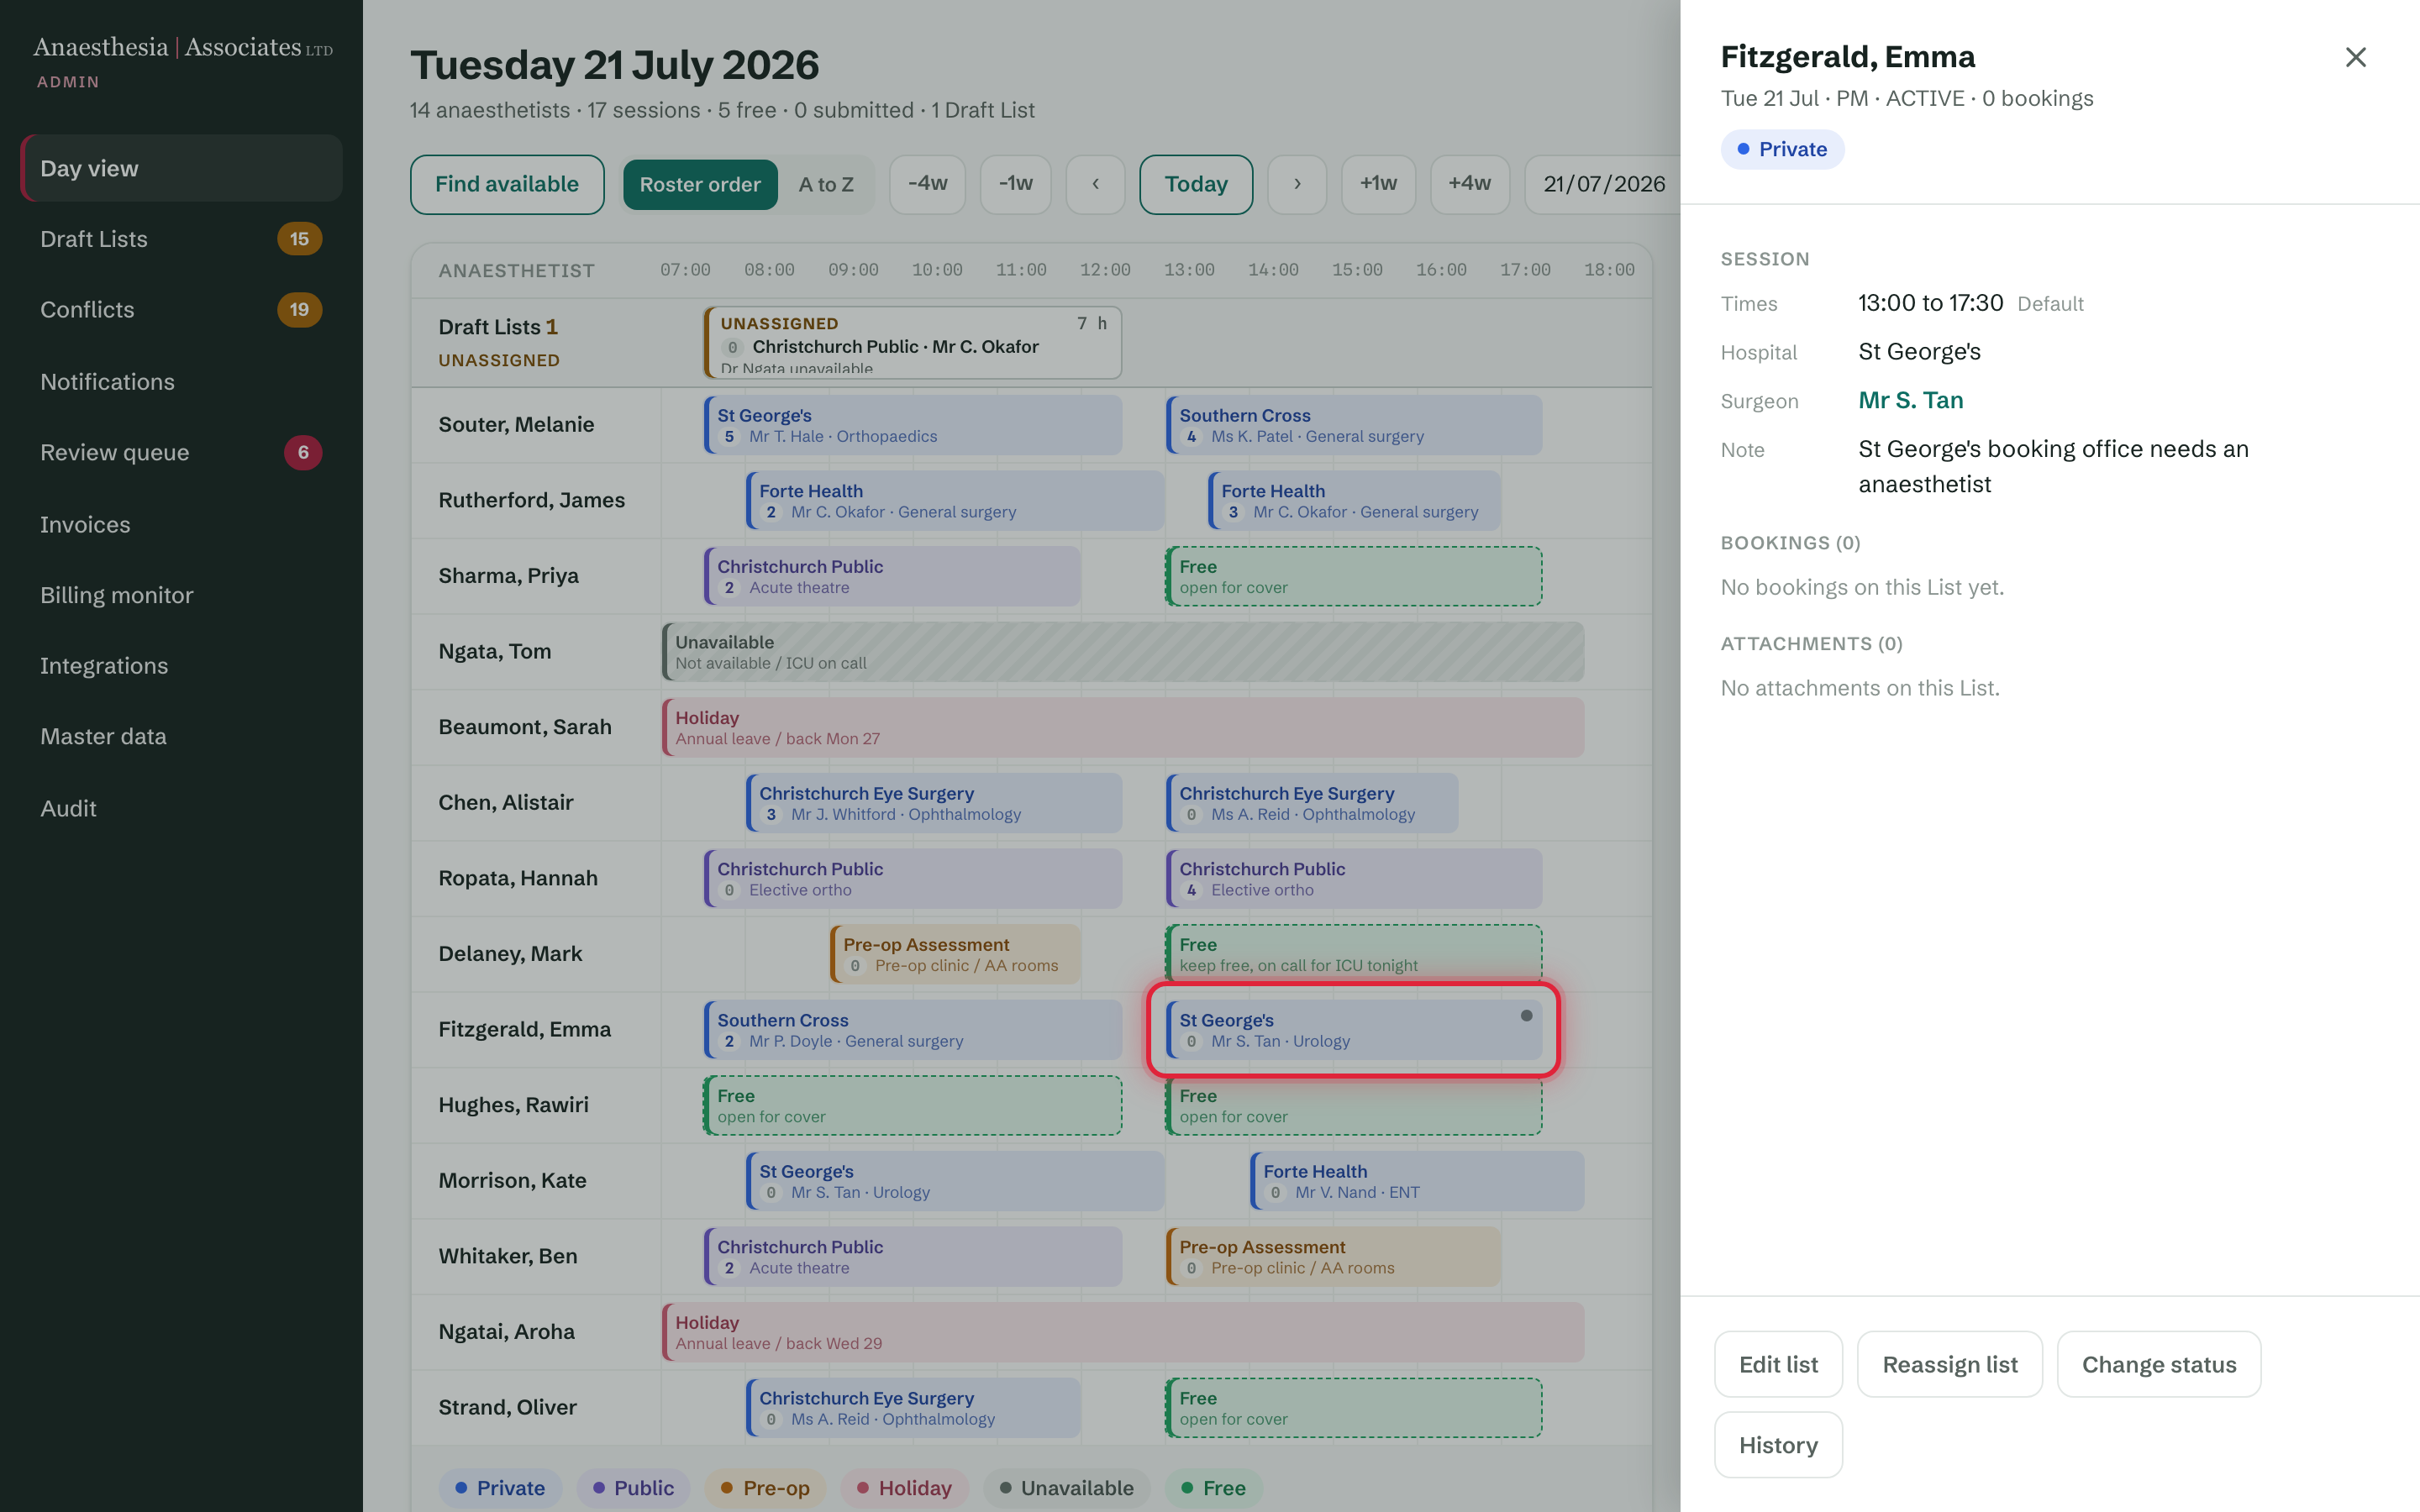 Anaesthesia | Associates LTD
ADMIN
Day view
Draft Lists 15
Conflicts 19
Notifications
Review queue 6
Invoices
Billing monitor
Integrations
Master data
Audit
Tuesday 21 July 2026
14 anaesthetists · 17 sessions · 5 free · 0 submitted · 1 Draft List
Find available Roster order A to Z -4w -1w ‹ Today › +1w +4w 21/07/2026
ANAESTHETIST 07:00 08:00 09:00 10:00 11:00 12:00 13:00 14:00 15:00 16:00 17:00 18:00
Draft Lists 1
UNASSIGNED
UNASSIGNED 7 h
0 Christchurch Public · Mr C. Okafor
Dr Ngata unavailable
Souter, Melanie
St George's
5 Mr T. Hale · Orthopaedics
Southern Cross
4 Ms K. Patel · General surgery
Rutherford, James
Forte Health
2 Mr C. Okafor · General surgery
Forte Health
3 Mr C. Okafor · General surgery
Sharma, Priya
Christchurch Public
2 Acute theatre
Free
open for cover
Ngata, Tom
Unavailable
Not available / ICU on call
Beaumont, Sarah
Holiday
Annual leave / back Mon 27
Chen, Alistair
Christchurch Eye Surgery
3 Mr J. Whitford · Ophthalmology
Christchurch Eye Surgery
0 Ms A. Reid · Ophthalmology
Ropata, Hannah
Christchurch Public
0 Elective ortho
Christchurch Public
4 Elective ortho
Delaney, Mark
Pre-op Assessment
0 Pre-op clinic / AA rooms
Free
keep free, on call for ICU tonight
Fitzgerald, Emma
Southern Cross
2 Mr P. Doyle · General surgery
St George's
0 Mr S. Tan · Urology
Hughes, Rawiri
Free
open for cover
Free
open for cover
Morrison, Kate
St George's
0 Mr S. Tan · Urology
Forte Health
0 Mr V. Nand · ENT
Whitaker, Ben
Christchurch Public
2 Acute theatre
Pre-op Assessment
0 Pre-op clinic / AA rooms
Ngatai, Aroha
Holiday
Annual leave / back Wed 29
Strand, Oliver
Christchurch Eye Surgery
0 Ms A. Reid · Ophthalmology
Free
open for cover
Private Public Pre-op Holiday Unavailable Free
Fitzgerald, Emma
Tue 21 Jul · PM · ACTIVE · 0 bookings
Private
SESSION
Times 13:00 to 17:30 Default
Hospital St George's
Surgeon Mr S. Tan
Note St George's booking office needs an
anaesthetist
BOOKINGS (0)
No bookings on this List yet.
ATTACHMENTS (0)
No attachments on this List.
Edit list Reassign list Change status
History